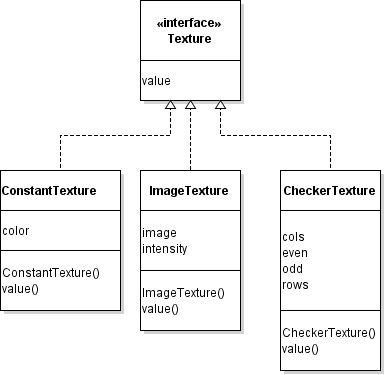 «interface»
Texture
value
ConstantTexture
color
ConstantTexture()
value()
ImageTexture
image
intensity
ImageTexture()
value()
CheckerTexture
cols
even
odd
rows
CheckerTexture()
value()